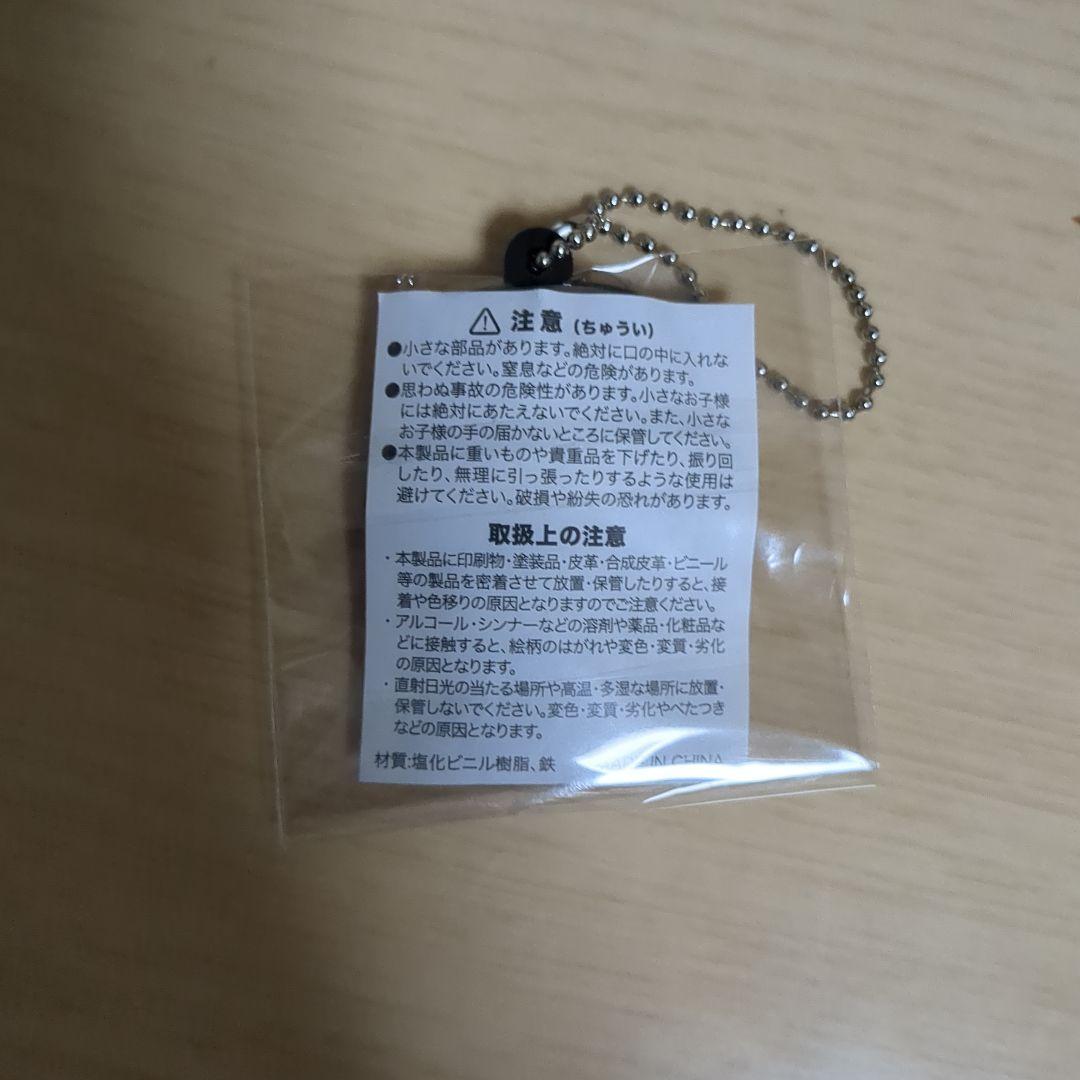 ⚠ 注意 (ちゅうい)
●小さな部品があります。絶対に口の中に入れな
いでください。窒息などの危険があります。
●思わぬ事故の危険性があります。小さなお子様
には絶対にあたえないでください。また、小さな
お子様の手の届かないところに保管してください。
●本製品に重いものや貴重品を下げたり、振り回
したり、無理に引っ張ったりするような使用は
避けてください。破損や紛失の恐れがあります。
取扱上の注意
・本製品に印刷物・塗装品・皮革・合成皮革・ビニール
等の製品を密着させて放置・保管したりすると、接
着や色移りの原因となりますのでご注意ください。
・アルコール・シンナーなどの溶剤や薬品・化粧品な
どに接触すると、絵柄のはがれや変色・変質・劣化
の原因となります。
・直射日光の当たる場所や高温・多湿な場所に放置・
保管しないでください。変色・変質・劣化やべたつき
などの原因となります。
材質:塩化ビニル樹脂、鉄 MADE IN CHINA